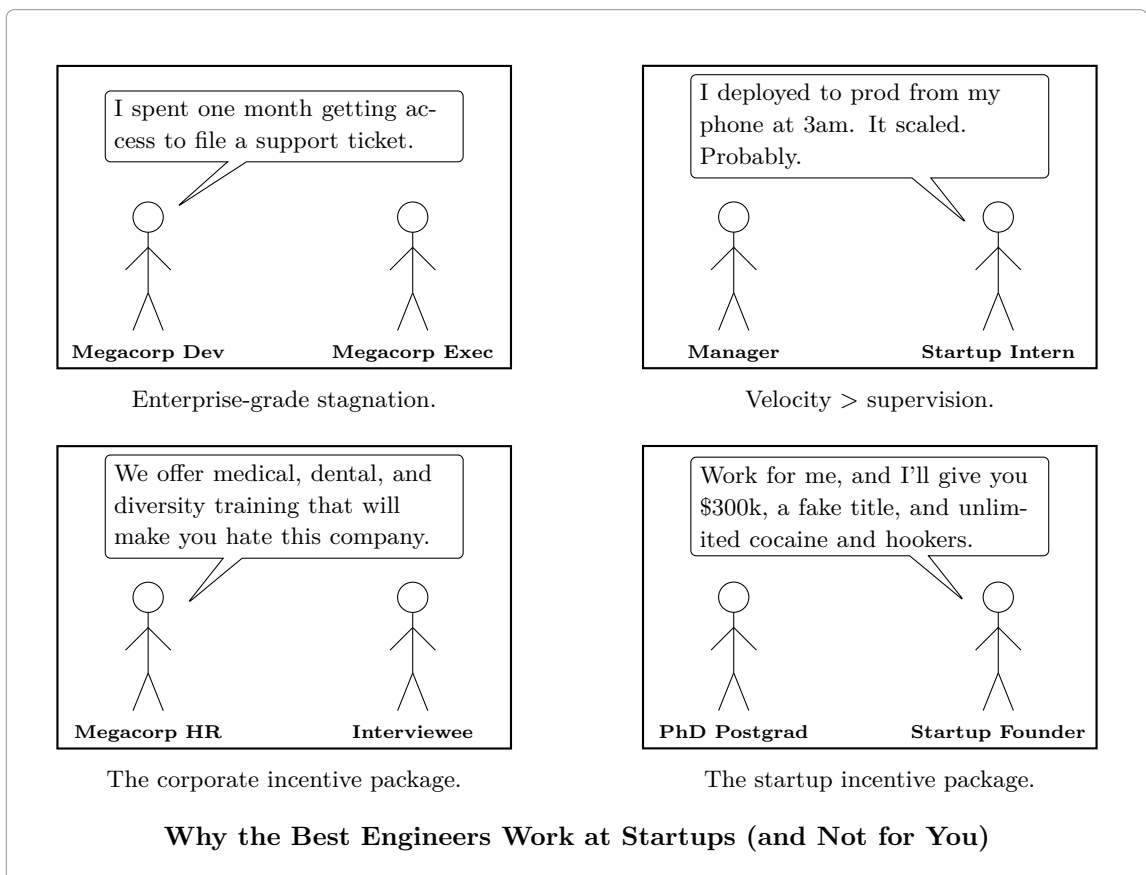 I spent one month getting ac-
cess to file a support ticket.
Megacorp Dev
Megacorp Exec
Enterprise-grade stagnation.
I deployed to prod from my
phone at 3am. It scaled.
Probably.
Manager
Startup Intern
Velocity > supervision.
We offer medical, dental, and
diversity training that will
make you hate this company.
Megacorp HR
Interviewee
The corporate incentive package.
Work for me, and I'll give you
$300k, a fake title, and unlim-
ited cocaine and hookers.
PhD Postgrad
Startup Founder
The startup incentive package.
Why the Best Engineers Work at Startups (and Not for You)